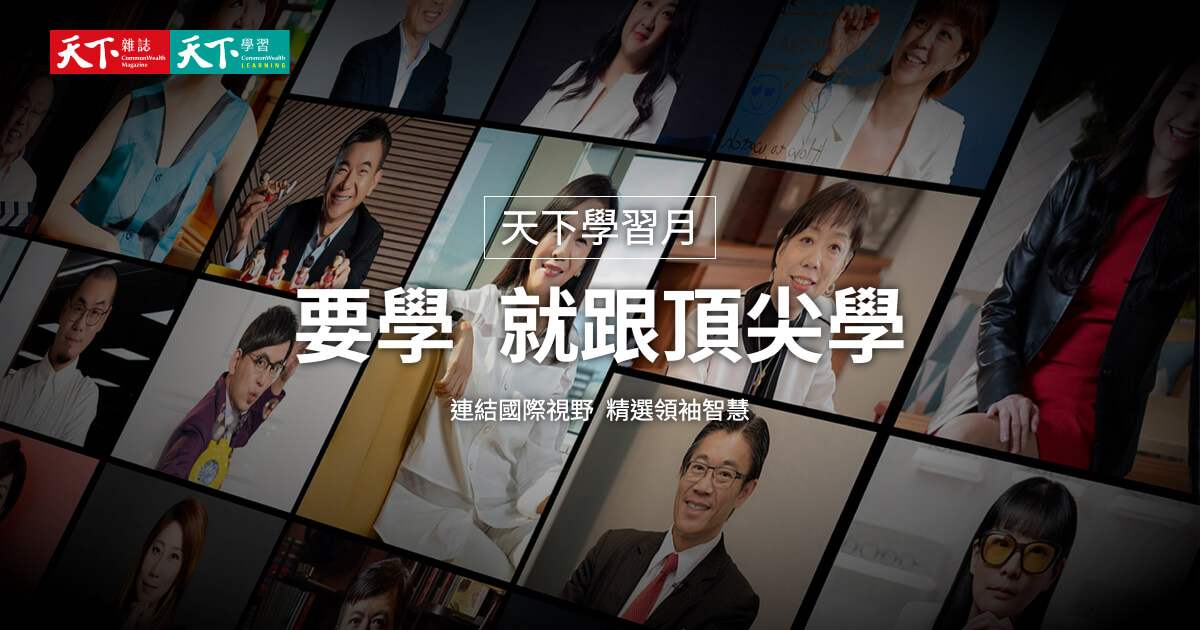 天下雜誌
CommonWealth
Magazine
天下學習
CommonWealth
LEARNING
天下學習月
要學 就跟頂尖學
連結國際視野 精選領袖智慧